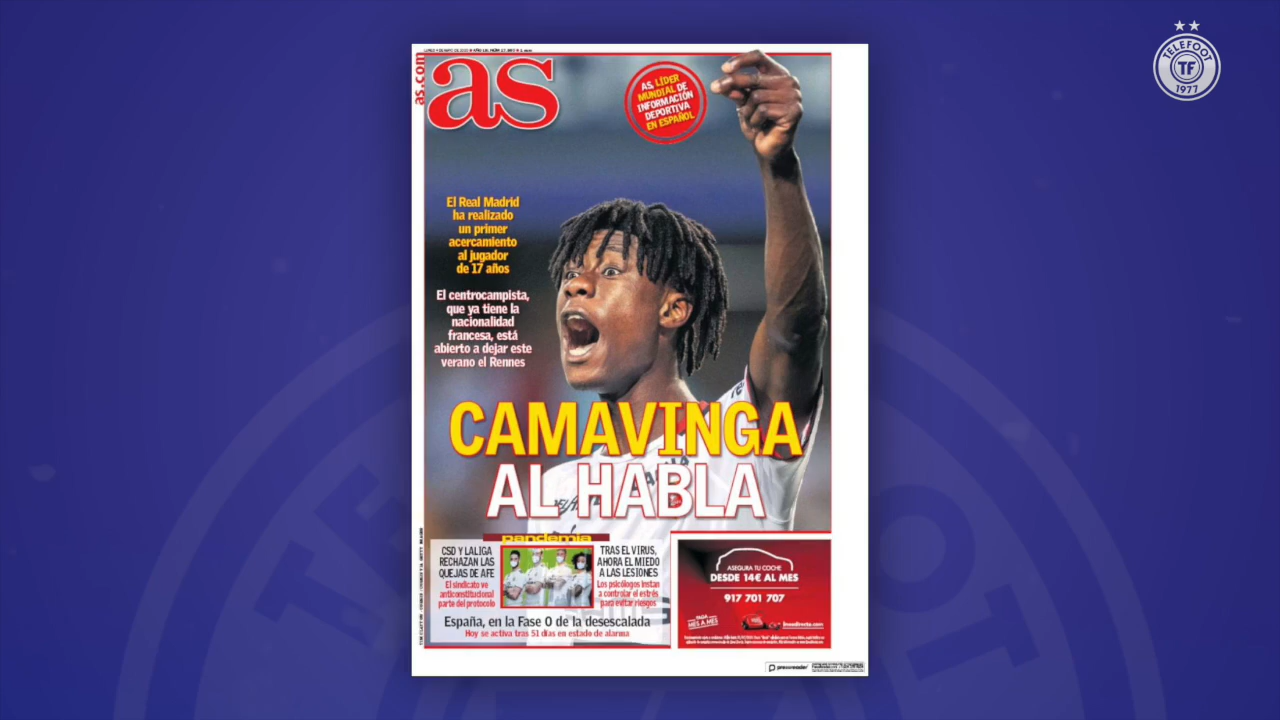 as.com
as
AS, LÍDER
MUNDIAL DE
INFORMACIÓN
DEPORTIVA
EN ESPAÑOL
TELEFOOT
TF
1977
El Real Madrid
ha realizado
un primer
acercamiento
al jugador
de 17 años
El centrocampista,
que ya tiene la
nacionalidad
francesa, está
abierto a dejar este
verano el Rennes
CAMAVINGA
AL HABLA
pandemia
CSD Y LALIGA
RECHAZAN LAS
QUEJAS DE AFE
El sindicato ve
anticonstitucional
parte del protocolo
TRAS EL VIRUS,
AHORA EL MIEDO
A LAS LESIONES
Los psicólogos instan
a controlar el estrés
para evitar riesgos
España, en la Fase 0 de la desescalada
Hoy se activa tras 51 días en estado de alarma
ASEGURA TU COCHE
DESDE 14€ AL MES
917 701 707
PAGA
MES A MES
lineadirecta.com
pressreader